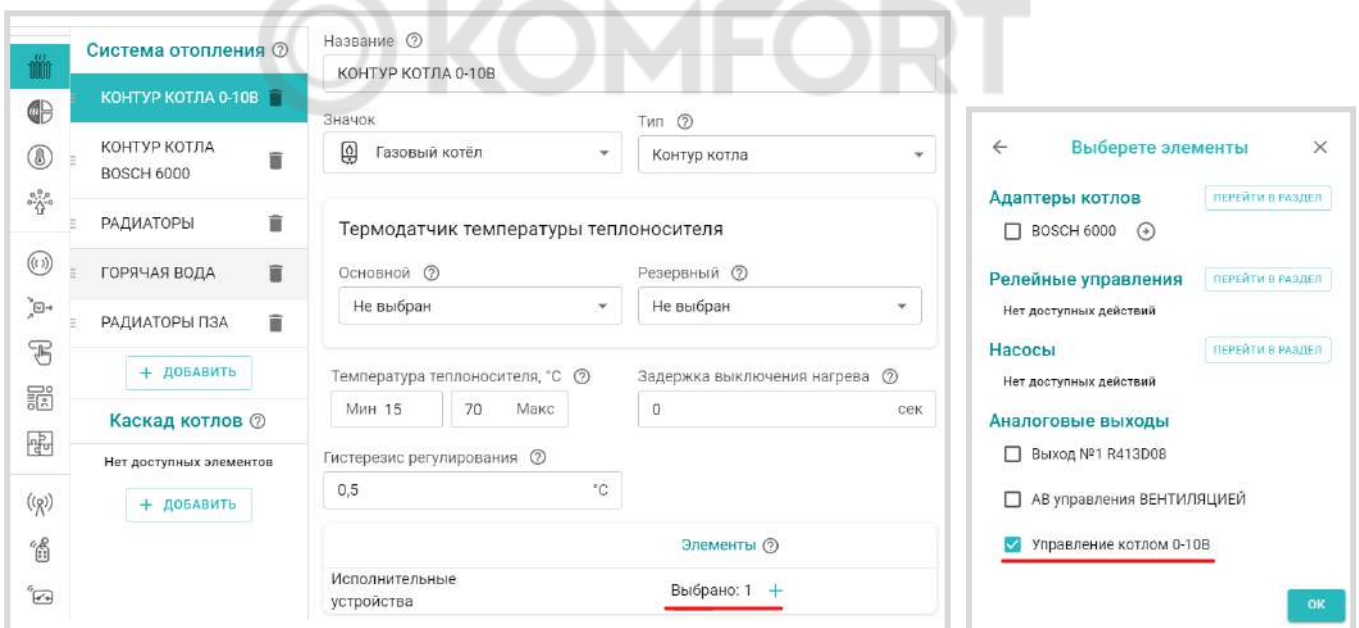 КОМFORT
Система отопления
КОНТУР КОТЛА 0-10В
КОНТУР КОТЛА
BOSCH 6000
РАДИАТОРЫ
ГОРЯЧАЯ ВОДА
РАДИАТОРЫ ПЗА
+ ДОБАВИТЬ
Каскад котлов
Нет доступных элементов
+ ДОБАВИТЬ
Название
КОНТУР КОТЛА 0-10В
Значок
Тип
Газовый котёл
Контур котла
Термодатчик температуры теплоносителя
Основной
Резервный
Не выбран
Не выбран
Температура теплоносителя, °С
Задержка выключения нагрева
Мин 15
70 Макс
0 сек
Гистерезис регулирования
0,5 °С
Элементы
Исполнительные
устройства
Выбрано: 1 +
Выберете элементы
Адаптеры котлов
ПЕРЕЙТИ В РАЗДЕЛ
BOSCH 6000
Релейные управления
ПЕРЕЙТИ В РАЗДЕЛ
Нет доступных действий
Насосы
ПЕРЕЙТИ В РАЗДЕЛ
Нет доступных действий
Аналоговые выходы
Выход №1 R413D08
АВ управления ВЕНТИЛЯЦИЕЙ
Управление котлом 0-10В
ОК